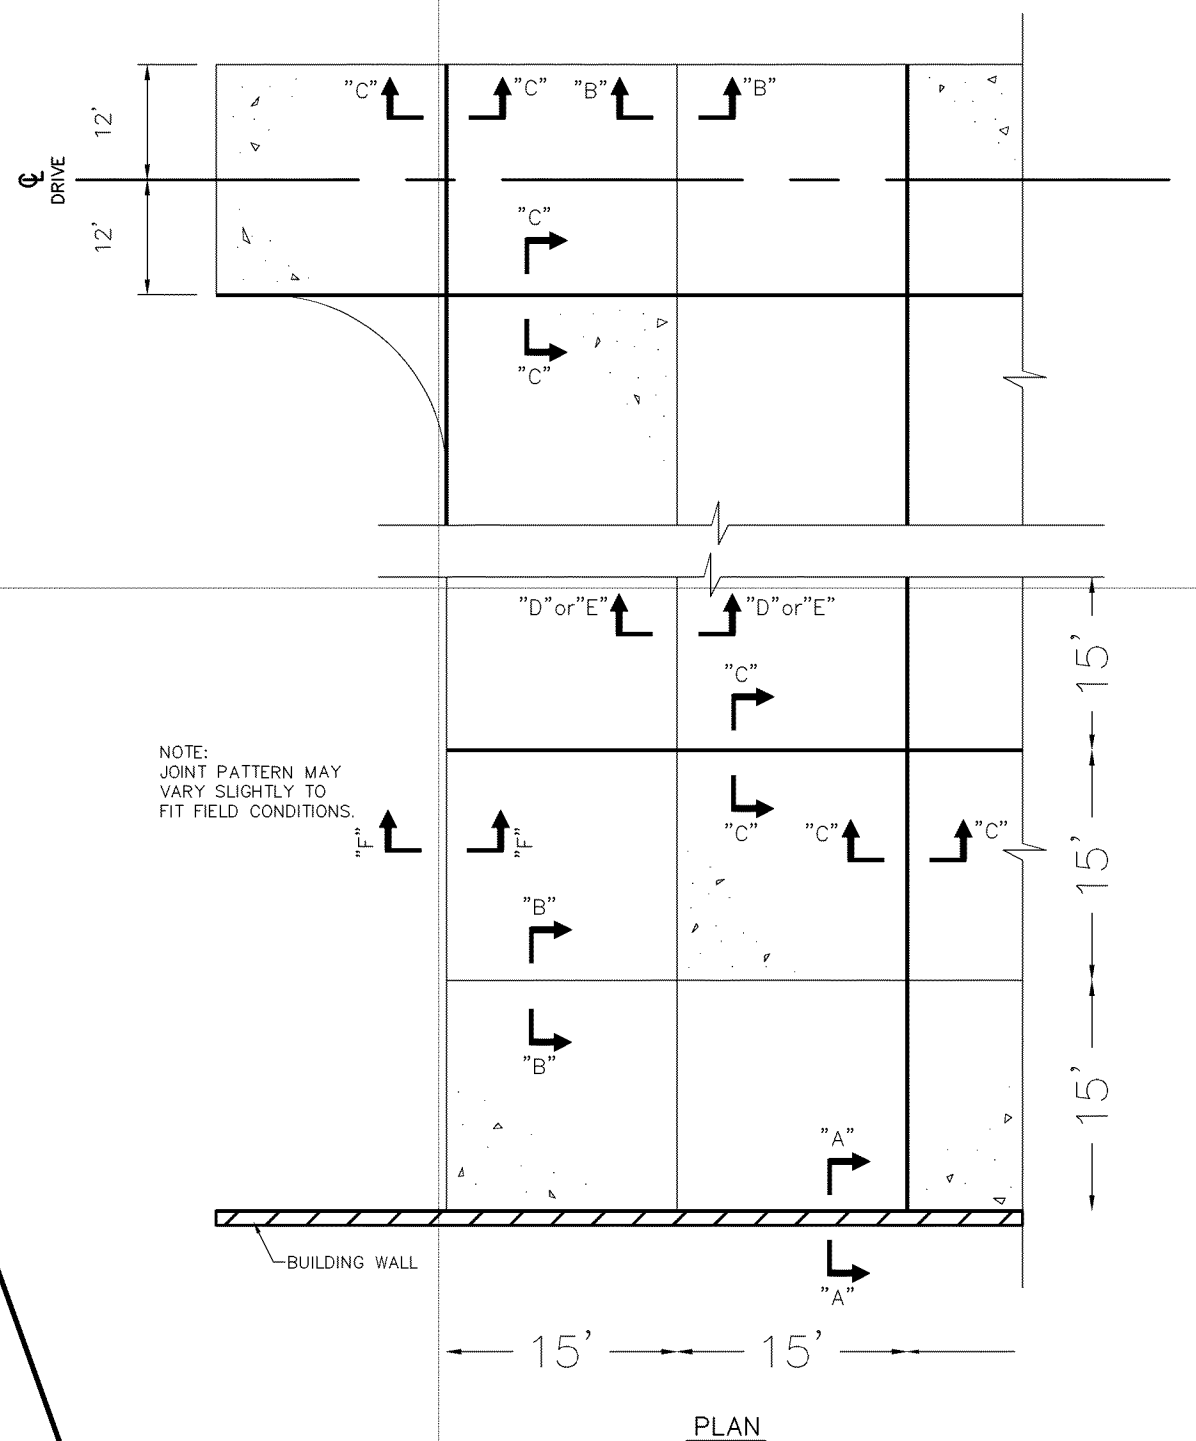 "C"
"C"
"B"
"B"
12'
℄
DRIVE
12'
"C"
"C"
"D"or"E"
"D"or"E"
15'
"C"
NOTE:
JOINT PATTERN MAY
VARY SLIGHTLY TO
FIT FIELD CONDITIONS.
"F"
"F"
"C"
"C"
"C"
15'
"B"
"B"
15'
"A"
BUILDING WALL
"A"
15'
15'
PLAN